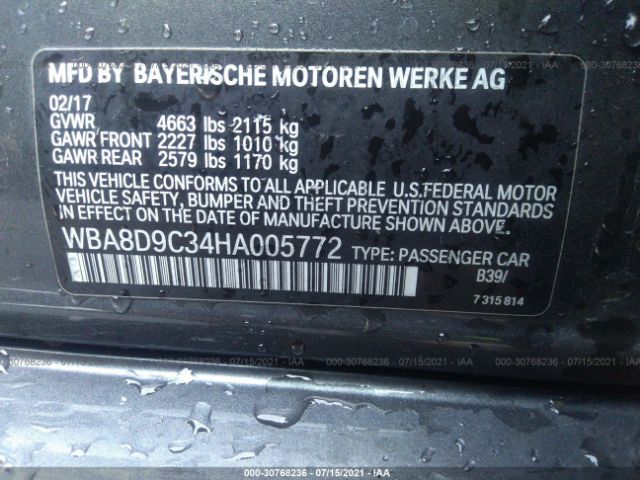 MFD BY BAYERISCHE MOTOREN WERKE AG
02/17
GVWR 4663 lbs 2115 kg
GAWR FRONT 2227 lbs 1010 kg
GAWR REAR 2579 lbs 1170 kg
THIS VEHICLE CONFORMS TO ALL APPLICABLE U.S.FEDERAL MOTOR
VEHICLE SAFETY, BUMPER AND THEFT PREVENTION STANDARDS
IN EFFECT ON THE DATE OF MANUFACTURE SHOWN ABOVE.
WBA8D9C34HA005772 TYPE: PASSENGER CAR
B39/
7 315 814
000-30768236 - 07/15/2021 - IAA
000-30768236 - 07/15/2021 - IAA
000-30768236 - 07/15/2021 - IAA